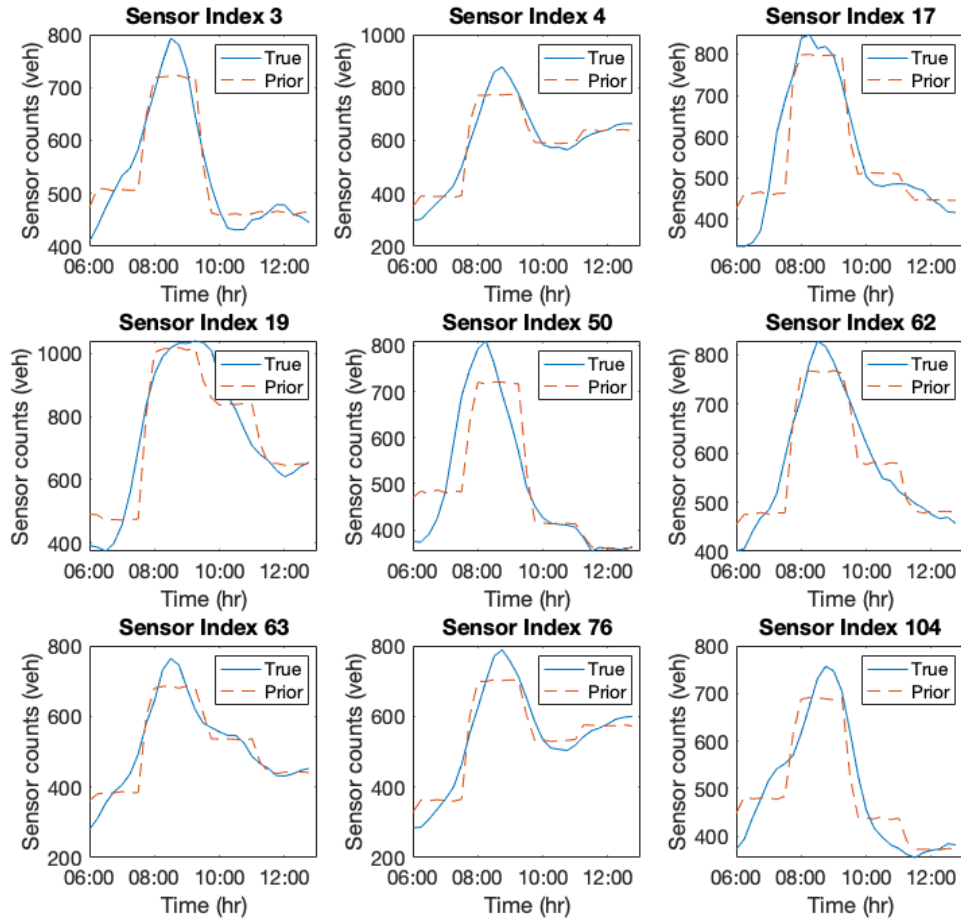 Sensor Index 3
800
700
600
500
400
Sensor counts (veh)
True
Prior
06:00 08:00 10:00 12:00
Time (hr)
Sensor Index 4
1000
800
600
400
200
Sensor counts (veh)
True
Prior
06:00 08:00 10:00 12:00
Time (hr)
Sensor Index 17
800
700
600
500
400
Sensor counts (veh)
True
Prior
06:00 08:00 10:00 12:00
Time (hr)
Sensor Index 19
1000
800
600
400
Sensor counts (veh)
True
Prior
06:00 08:00 10:00 12:00
Time (hr)
Sensor Index 50
800
700
600
500
400
Sensor counts (veh)
True
Prior
06:00 08:00 10:00 12:00
Time (hr)
Sensor Index 62
800
700
600
500
400
Sensor counts (veh)
True
Prior
06:00 08:00 10:00 12:00
Time (hr)
Sensor Index 63
800
600
400
200
Sensor counts (veh)
True
Prior
06:00 08:00 10:00 12:00
Time (hr)
Sensor Index 76
800
600
400
200
Sensor counts (veh)
True
Prior
06:00 08:00 10:00 12:00
Time (hr)
Sensor Index 104
800
700
600
500
400
Sensor counts (veh)
True
Prior
06:00 08:00 10:00 12:00
Time (hr)